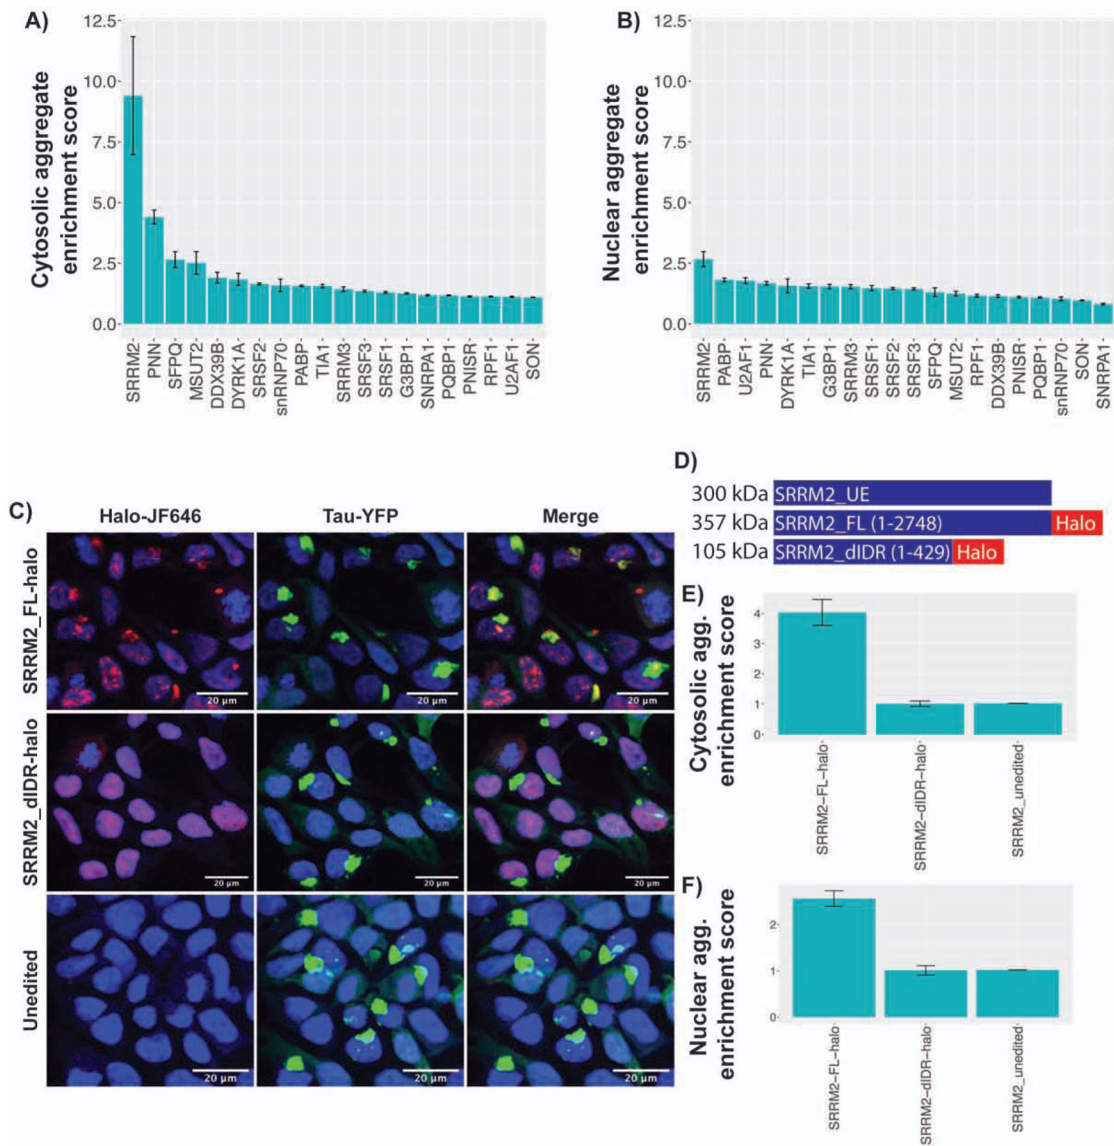 A)
Cytosolic aggregate
enrichment score
12.5
10.0
7.5
5.0
2.5
0.0
SRRM2
PNN
SFPQ
MSUT2
DDX39B
DYRK1A
SRSF2
snRNP70
PABP
TIA1
SRRM3
SRSF3
SRSF1
G3BP1
SNRPA1
PQBP1
PNISR
RPF1
U2AF1
SON
B)
Nuclear aggregate
enrichment score
12.5
10.0
7.5
5.0
2.5
0.0
SRRM2
PABP
U2AF1
PNN
DYRK1A
TIA1
G3BP1
SRRM3
SRSF1
SRSF2
SRSF3
SFPQ
MSUT2
RPF1
DDX39B
PNISR
PQBP1
snRNP70
SON
SNRPA1
C)
Halo-JF646
Tau-YFP
Merge
SRRM2_FL-halo
20 µm
20 µm
20 µm
SRRM2_dIDR-halo
20 µm
20 µm
20 µm
Unedited
20 µm
20 µm
20 µm
D)
300 kDa SRRM2_UE
357 kDa SRRM2_FL (1-2748) Halo
105 kDa SRRM2_dIDR (1-429) Halo
E)
Cytosolic agg.
enrichment score
4
3
2
1
0
SRRM2-FL-halo
SRRM2-dIDR-halo
SRRM2_unedited
F)
Nuclear agg.
enrichment score
2
1
0
SRRM2-FL-halo
SRRM2-dIDR-halo
SRRM2_unedited